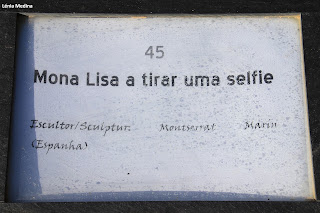 Lénia Medina
45
Mona Lisa a tirar uma selfie
Escultor/Sculptur: Montserrat Marin
(Espanha)